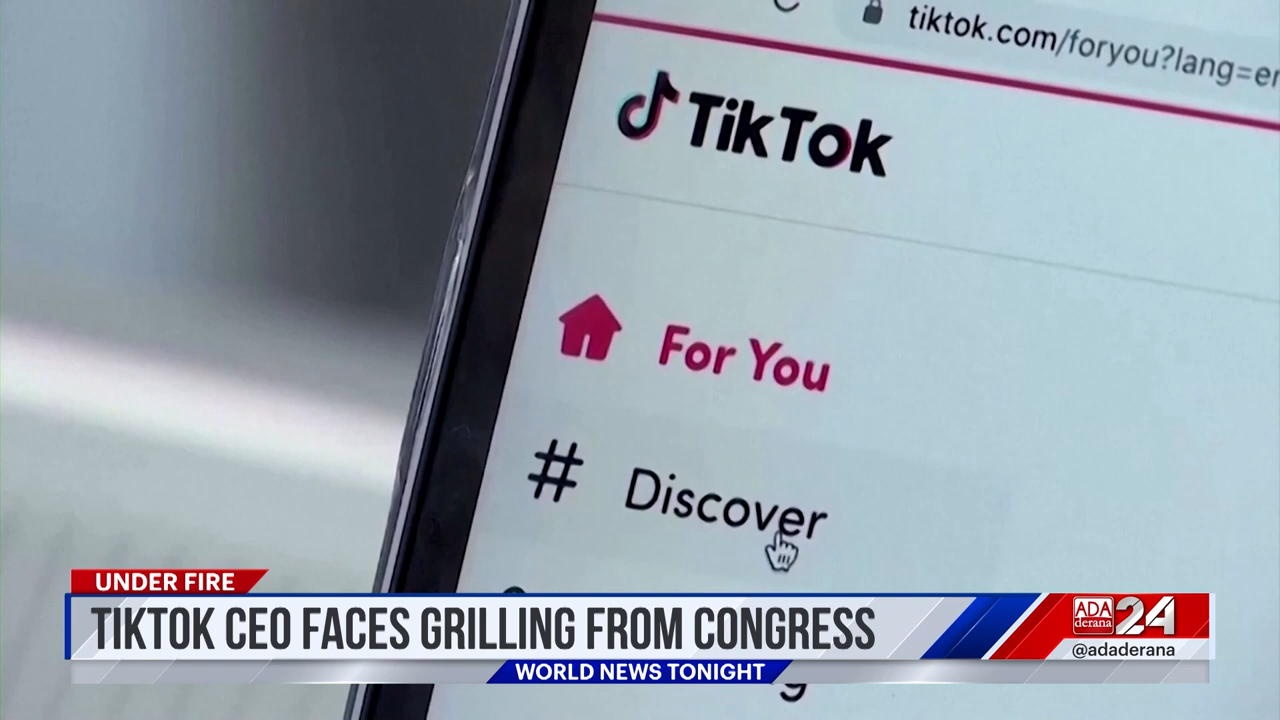 tiktok.com/foryou?lang=en
TikTok
For You
# Discover
UNDER FIRE
TIKTOK CEO FACES GRILLING FROM CONGRESS
ADA
derana
24
@adaderana
WORLD NEWS TONIGHT